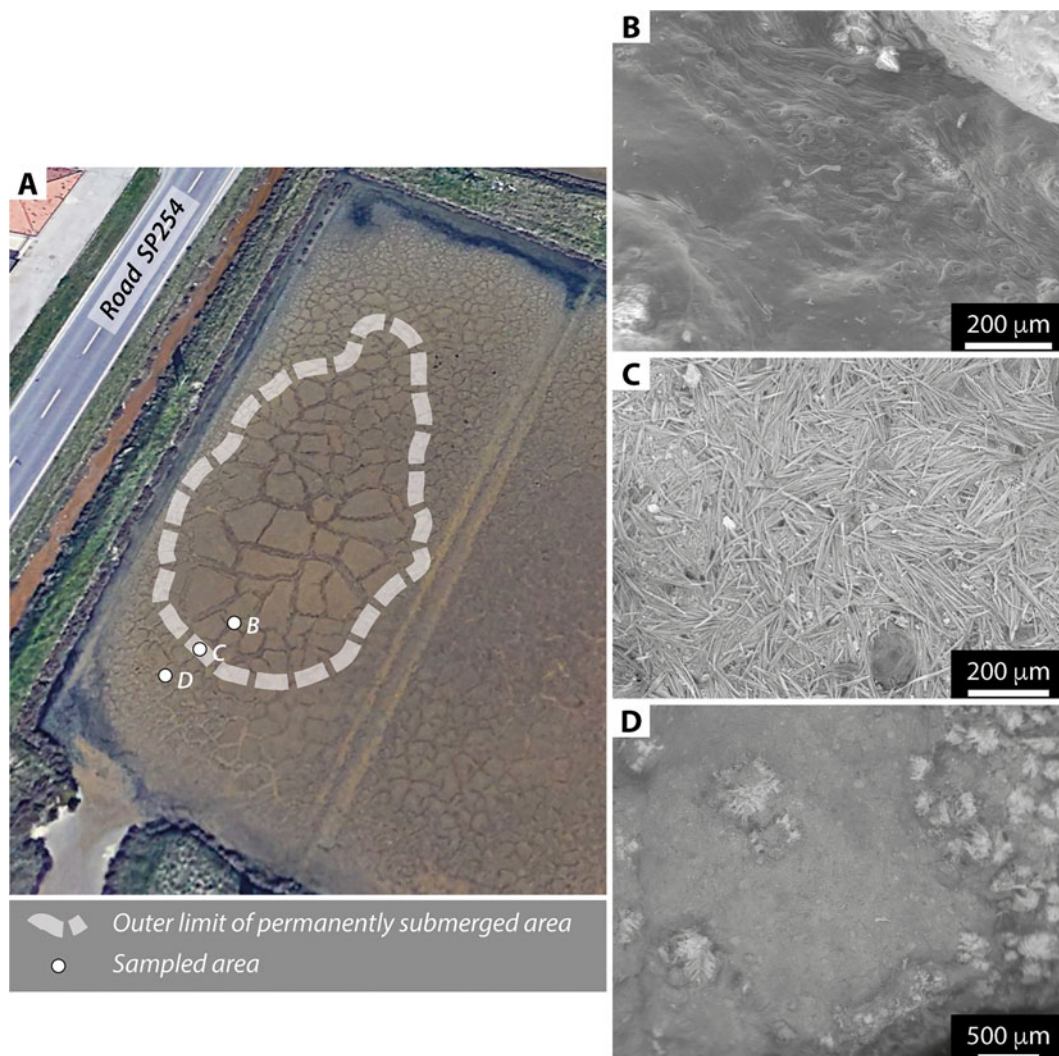 A
Road SP254
B
C
D
Outer limit of permanently submerged area
Sampled area
B
200 µm
C
200 µm
D
500 µm